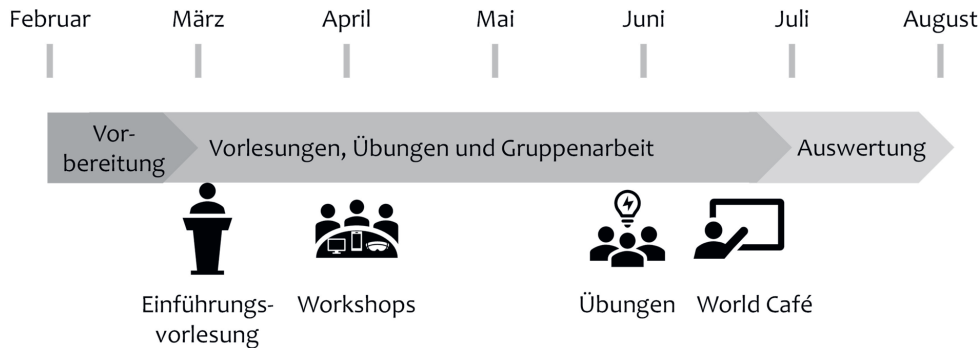 Februar März April Mai Juni Juli August
Vor-
bereitung
Vorlesungen, Übungen und Gruppenarbeit
Auswertung
Einführungs-
vorlesung
Workshops
Übungen
World Café